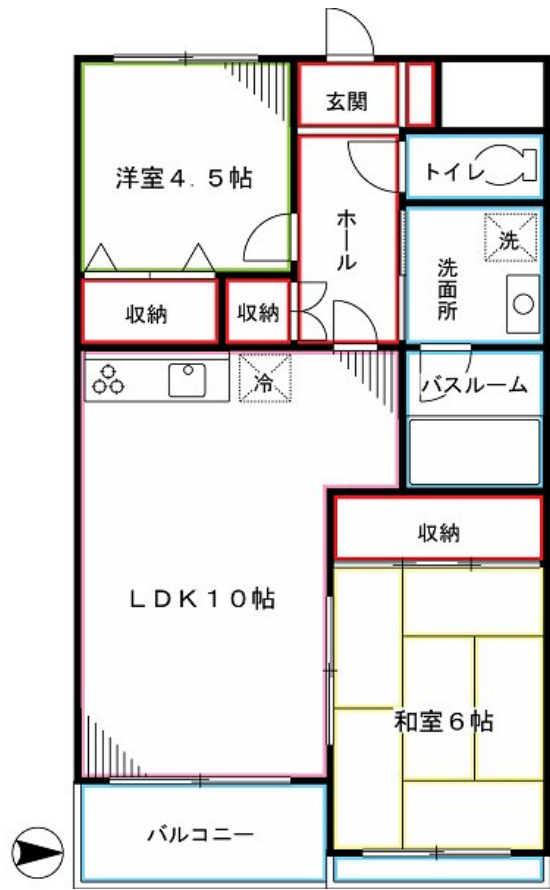 玄関
洋室4.5帖
トイレ
ホール
洗
洗面所
収納
収納
冷
バスルーム
収納
LDK10帖
和室6帖
バルコニー